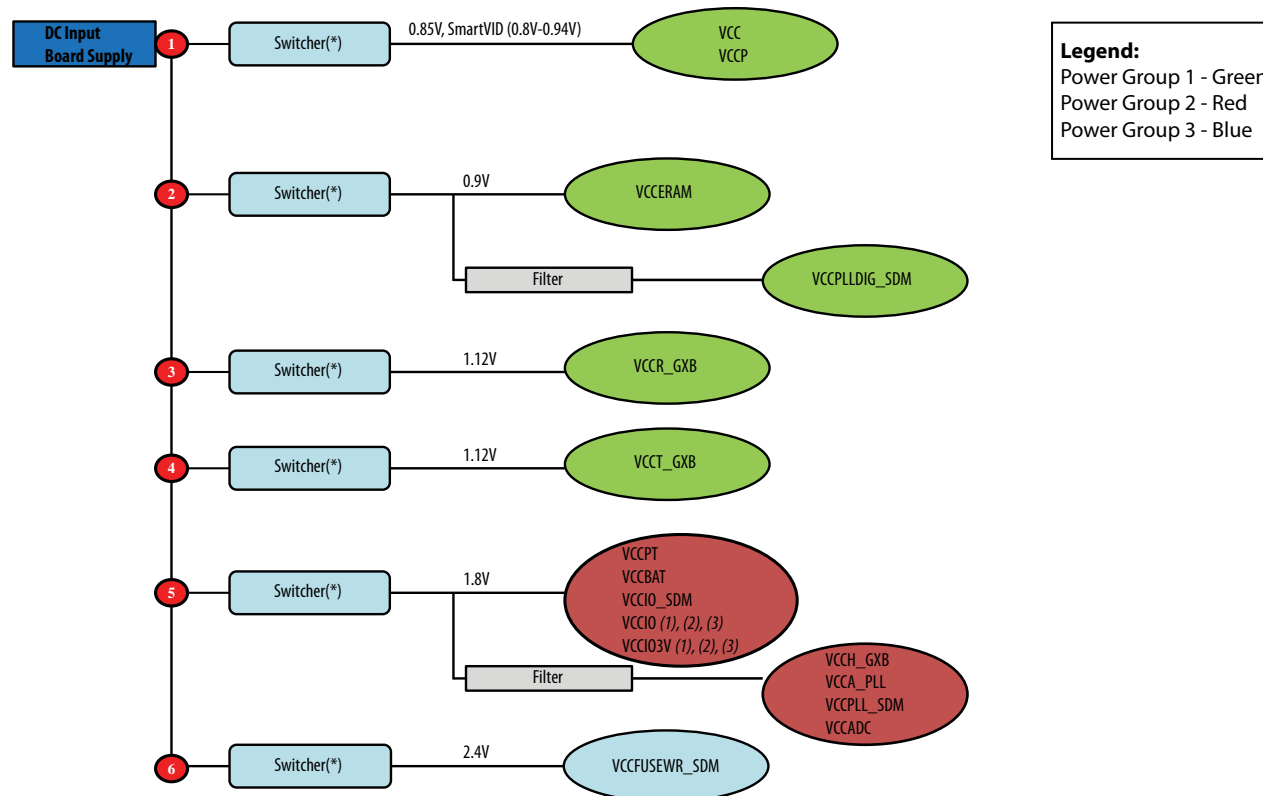 DC Input
Board Supply
1
Switcher(*)
0.85V, SmartVID (0.8V-0.94V)
VCC
VCCP
Legend:
Power Group 1 - Green
Power Group 2 - Red
Power Group 3 - Blue
2
Switcher(*)
0.9V
VCCERAM
Filter
VCCPLLDIG_SDM
3
Switcher(*)
1.12V
VCCR_GXB
4
Switcher(*)
1.12V
VCCT_GXB
5
Switcher(*)
1.8V
VCCPT
VCCBAT
VCCIO_SDM
VCCIO (1), (2), (3)
VCCIO3V (1), (2), (3)
Filter
VCCH_GXB
VCCA_PLL
VCCPLL_SDM
VCCADC
6
Switcher(*)
2.4V
VCCFUSEWR_SDM